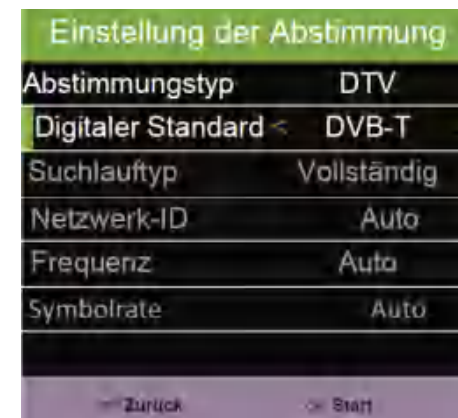 Einstellung der Abstimmung
Abstimmungstyp DTV
Digitaler Standard < DVB-T
Suchlauftyp Vollständig
Netzwerk-ID Auto
Frequenz Auto
Symbolrate Auto
Zurück Start